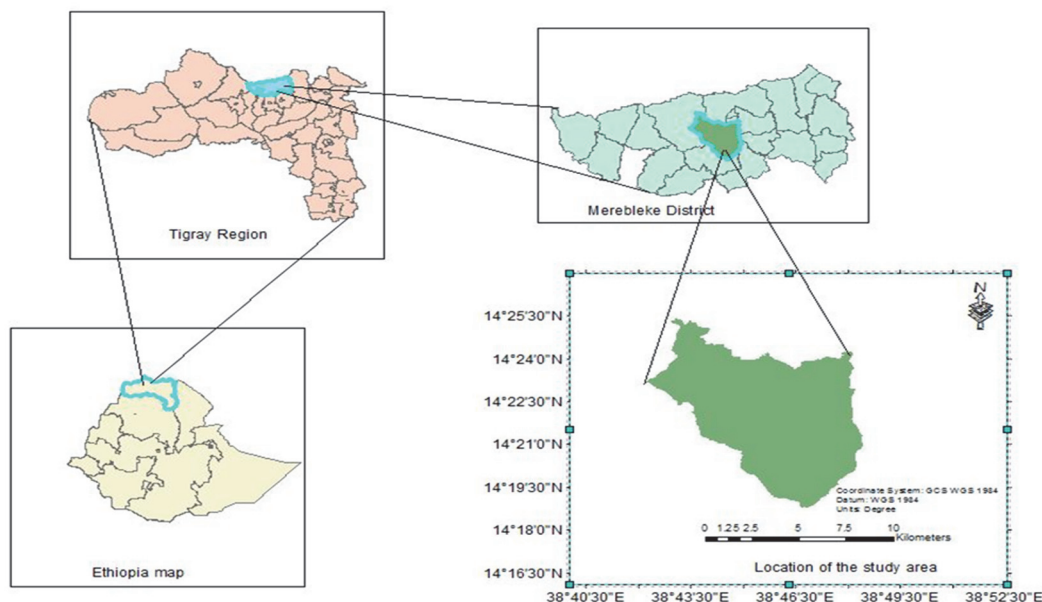 Tigray Region
Merebleke District
Ethiopia map
N
14°25'30"N
14°24'0"N
14°22'30"N
14°21'0"N
14°19'30"N
14°18'0"N
14°16'30"N
Coordinate System: GCS WGS 1984
Datum: WGS 1984
Units: Degree
0 1.25 2.5 5 7.5 10
Kilometers
Location of the study area
38°40'30"E 38°43'30"E 38°46'30"E 38°49'30"E 38°52'30"E